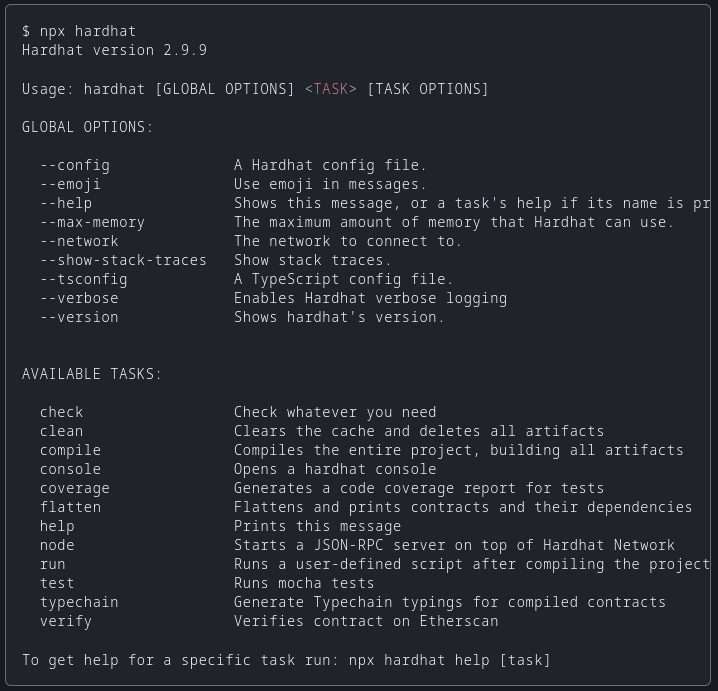 $ npx hardhat
Hardhat version 2.9.9
Usage: hardhat [GLOBAL OPTIONS] <TASK> [TASK OPTIONS]
GLOBAL OPTIONS:
--config A Hardhat config file.
--emoji Use emoji in messages.
--help Shows this message, or a task's help if its name is pr
--max-memory The maximum amount of memory that Hardhat can use.
--network The network to connect to.
--show-stack-traces Show stack traces.
--tsconfig A TypeScript config file.
--verbose Enables Hardhat verbose logging
--version Shows hardhat's version.
AVAILABLE TASKS:
check Check whatever you need
clean Clears the cache and deletes all artifacts
compile Compiles the entire project, building all artifacts
console Opens a hardhat console
coverage Generates a code coverage report for tests
flatten Flattens and prints contracts and their dependencies
help Prints this message
node Starts a JSON-RPC server on top of Hardhat Network
run Runs a user-defined script after compiling the project
test Runs mocha tests
typechain Generate Typechain typings for compiled contracts
verify Verifies contract on Etherscan
To get help for a specific task run: npx hardhat help [task]